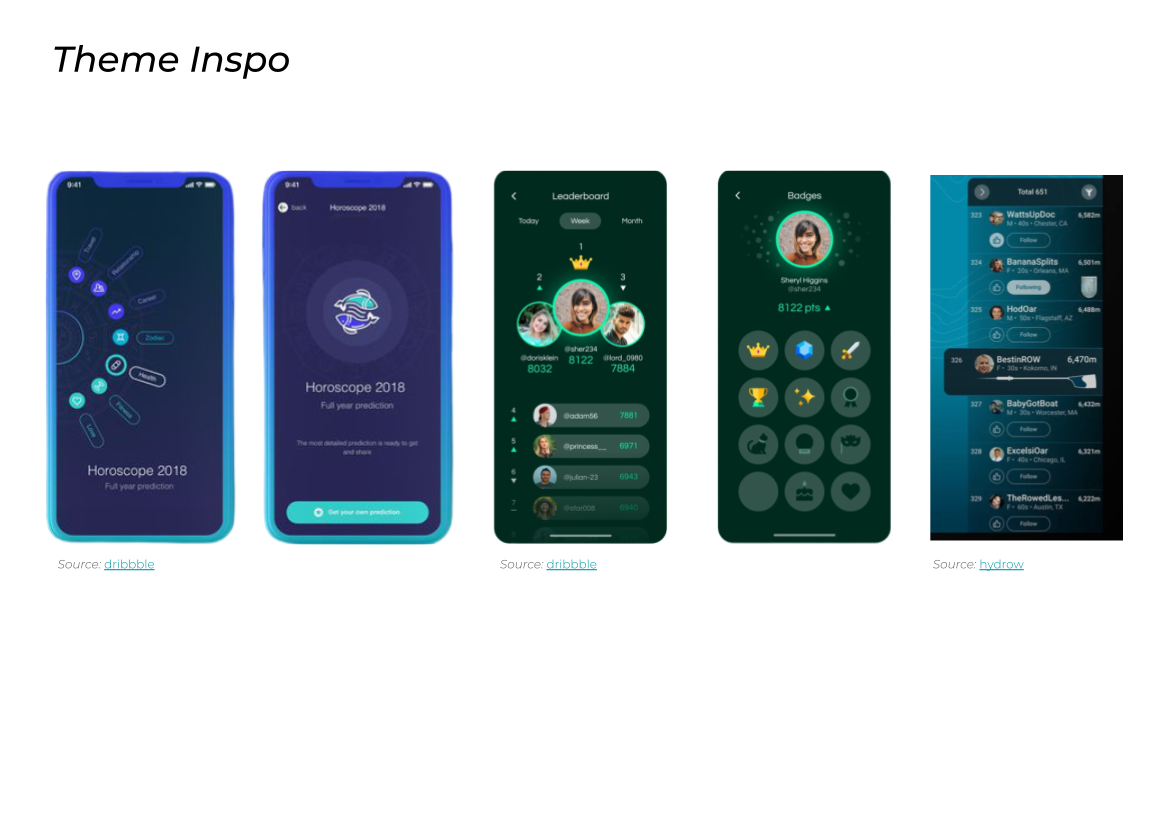 Theme Inspo
9:41
Travel
Relationship
Career
Zodiac
Health
Fitness
Love
Horoscope 2018
Full year prediction
9:41
back
Horoscope 2018
Horoscope 2018
Full year prediction
The most detailed prediction is ready to get
and share
Get your own prediction
Source: dribbble
Leaderboard
Today Week Month
1
2
3
@dorisklein
8032
@sher234
8122
@lord_0980
7884
4 @adam56 7881
5 @princess__ 6971
6 @julian-23 6943
7 @star008 6940
Source: dribbble
Badges
Sheryl Higgins
@sher234
8122 pts
Total 651
323 WattsUpDoc 6,582m
M • 40s • Chester, CA
Follow
324 BananaSplits 6,501m
F • 20s • Orleans, MA
Following
325 HodOar 6,488m
M • 50s • Flagstaff, AZ
Follow
326 BestinROW 6,470m
F • 30s • Kokomo, IN
327 BabyGotBoat 6,432m
M • 30s • Worcester, MA
Follow
328 ExcelsiOar 6,321m
F • 40s • Chicago, IL
Follow
329 TheRowedLes... 6,222m
F • 60s • Austin, TX
Follow
Source: hydrow